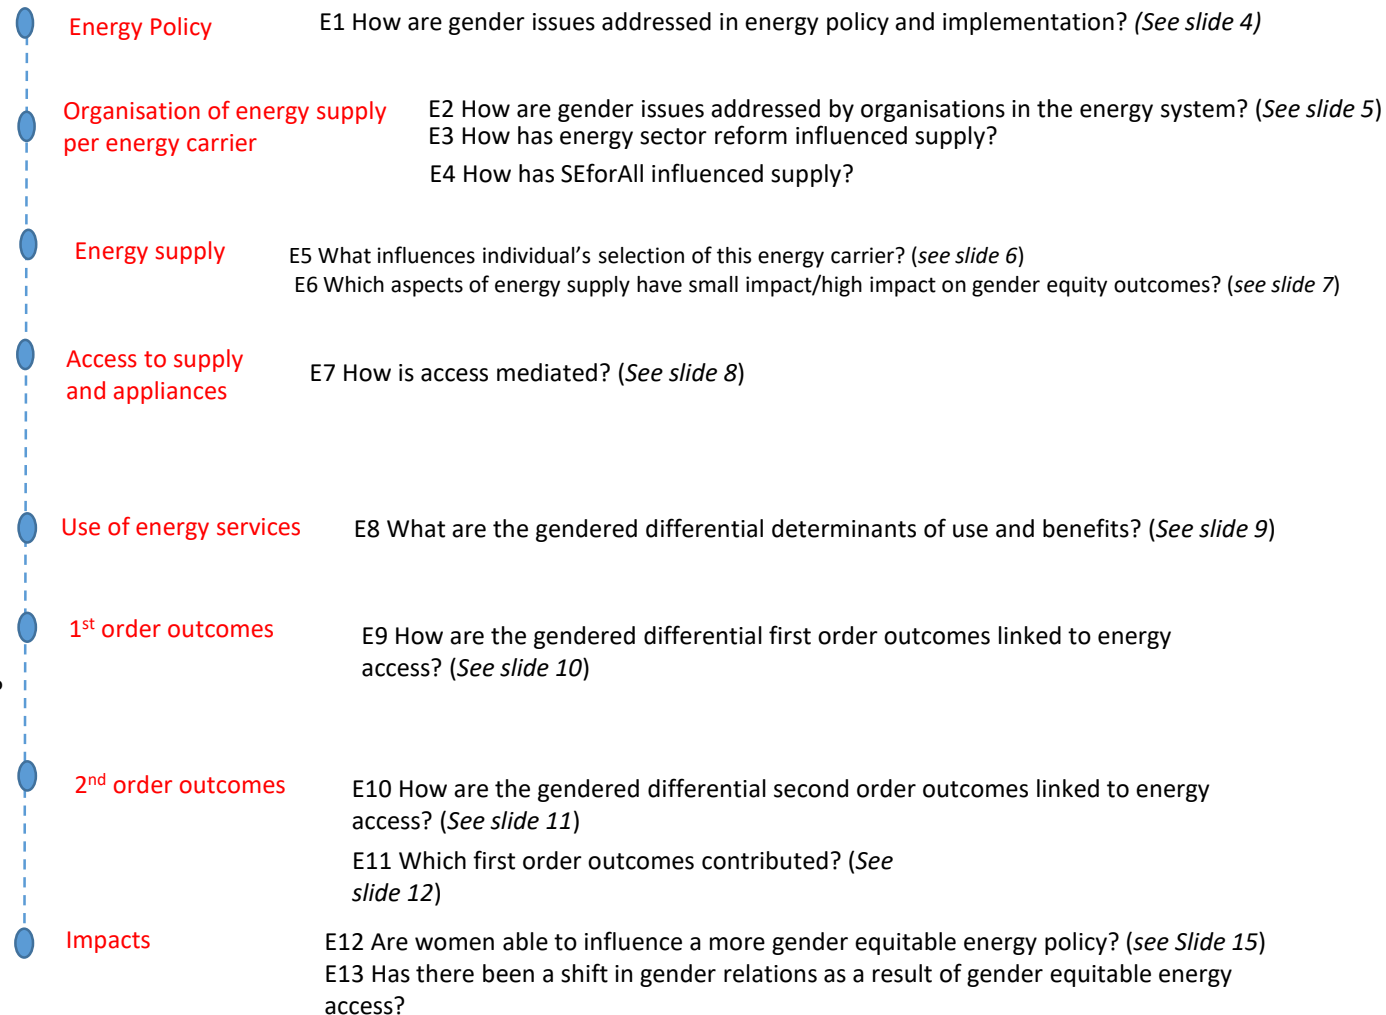 Energy Policy
E1 How are gender issues addressed in energy policy and implementation? (See slide 4)
Organisation of energy supply
per energy carrier
E2 How are gender issues addressed by organisations in the energy system? (See slide 5)
E3 How has energy sector reform influenced supply?
E4 How has SEforAll influenced supply?
Energy supply
E5 What influences individual’s selection of this energy carrier? (see slide 6)
E6 Which aspects of energy supply have small impact/high impact on gender equity outcomes? (see slide 7)
Access to supply
and appliances
E7 How is access mediated? (See slide 8)
Use of energy services
E8 What are the gendered differential determinants of use and benefits? (See slide 9)
1st order outcomes
E9 How are the gendered differential first order outcomes linked to energy
access? (See slide 10)
2nd order outcomes
E10 How are the gendered differential second order outcomes linked to energy
access? (See slide 11)
E11 Which first order outcomes contributed? (See
slide 12)
Impacts
E12 Are women able to influence a more gender equitable energy policy? (see Slide 15)
E13 Has there been a shift in gender relations as a result of gender equitable energy
access?